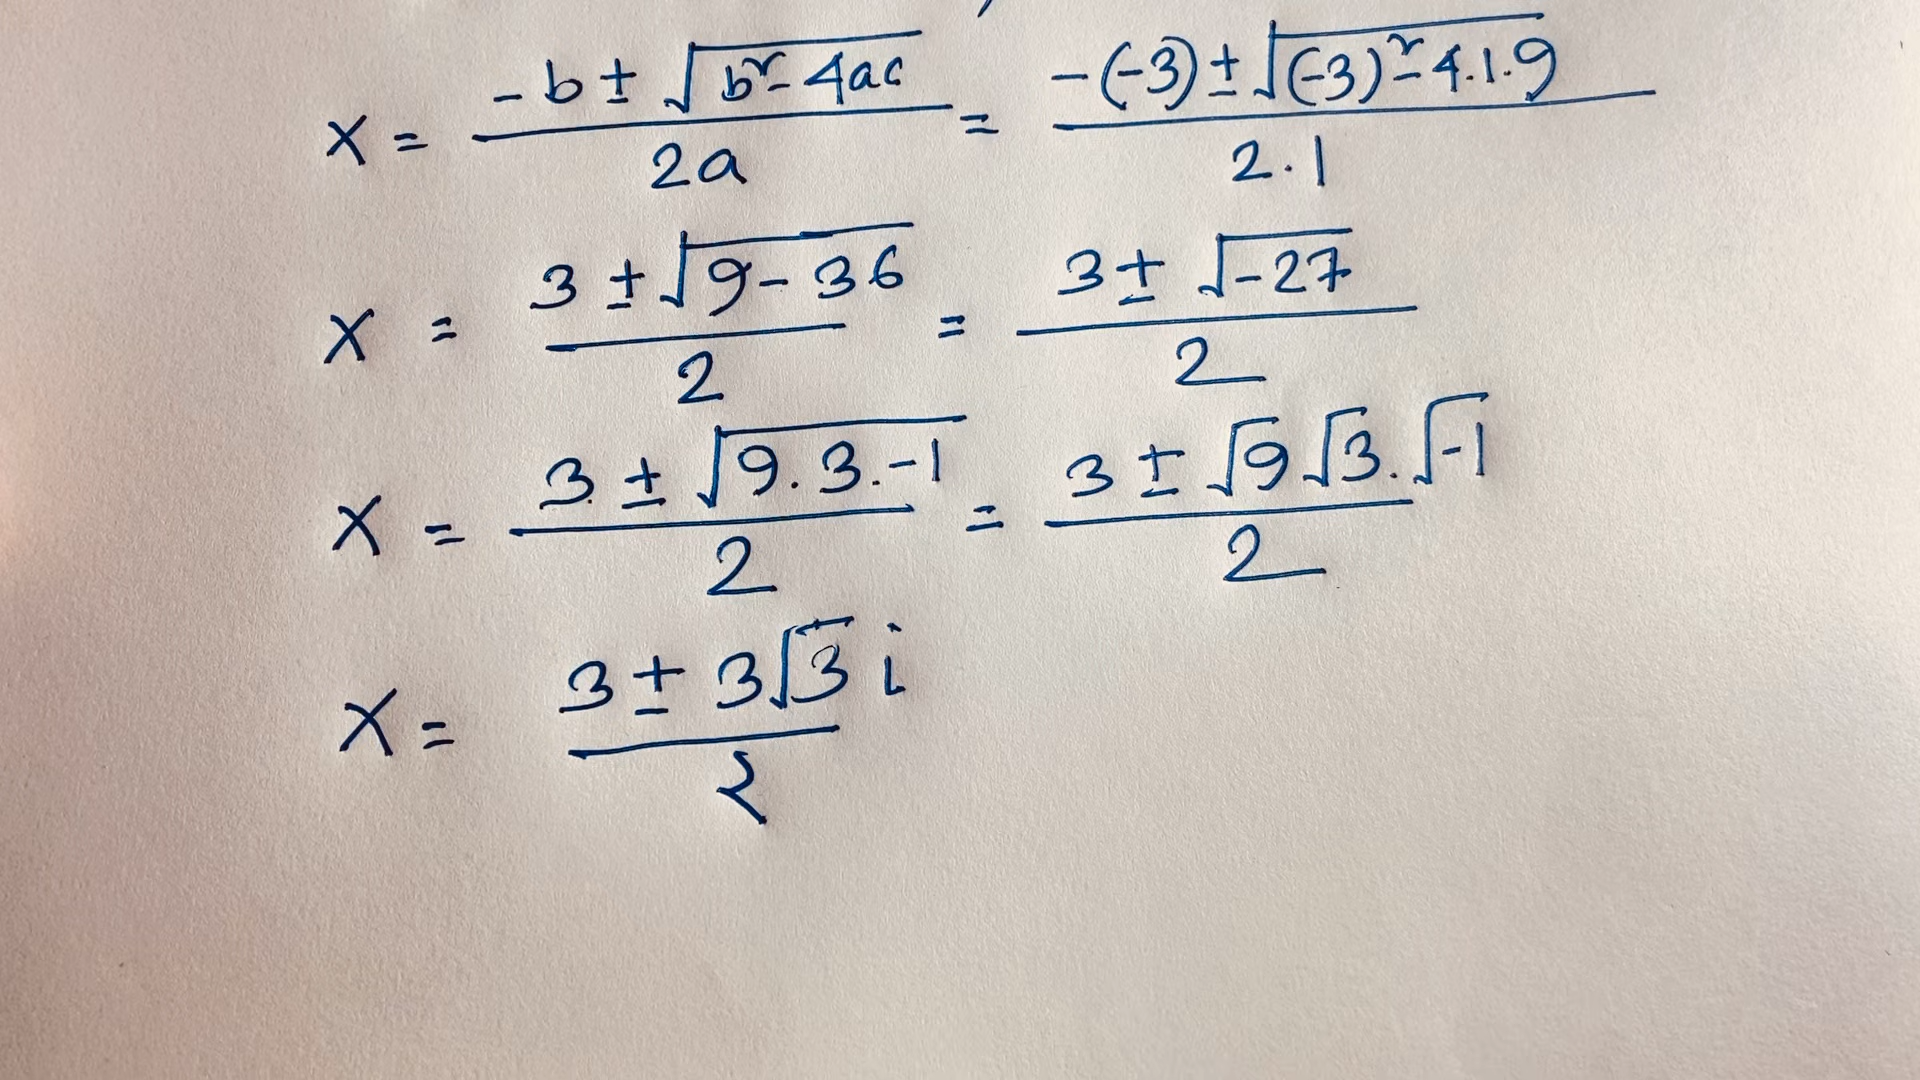 x = (-b ± √(b² - 4ac)) / 2a = (-(-3) ± √((-3)² - 4.1.9)) / 2.1
x = (3 ± √(9 - 36)) / 2 = (3 ± √(-27)) / 2
x = (3 ± √(9.3.-1)) / 2 = (3 ± √9 √3.√-1) / 2
x = (3 ± 3√3 i) / 2